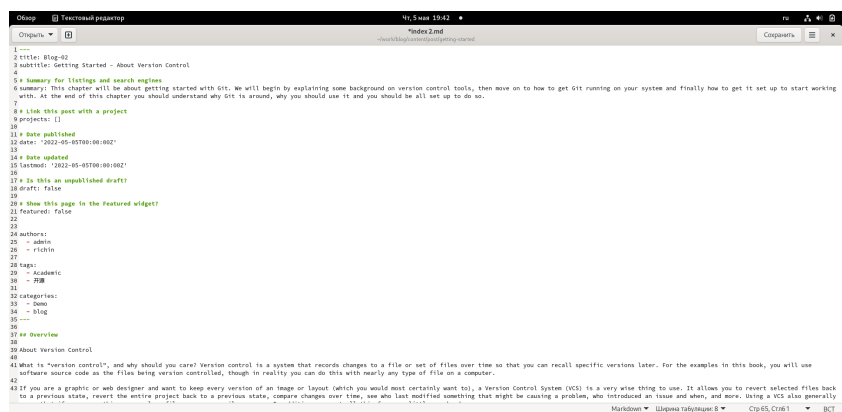 Обзор Текстовый редактор Чт, 5 мая 19:42 ru
Открыть *index 2.md Сохранить
~/work/blog/content/post/getting-started
1 ---
2 title: Blog-02
3 subtitle: Getting Started - About Version Control
4
5 # Summary for listings and search engines
6 summary: This chapter will be about getting started with Git. We will begin by explaining some background on version control tools, then move on to how to get Git running on your system and finally how to get it set up to start working
with. At the end of this chapter you should understand why Git is around, why you should use it and you should be all set up to do so.
7
8 # Link this post with a project
9 projects: []
10
11 # Date published
12 date: '2022-05-05T00:00:00Z'
13
14 # Date updated
15 lastmod: '2022-05-05T00:00:00Z'
16
17 # Is this an unpublished draft?
18 draft: false
19
20 # Show this page in the Featured widget?
21 featured: false
22
23
24 authors:
25 - admin
26 - richin
27
28 tags:
29 - Academic
30 - 开源
31
32 categories:
33 - Demo
34 - blog
35 ---
36
37 ## Overview
38
39 About Version Control
40
41 What is "version control", and why should you care? Version control is a system that records changes to a file or set of files over time so that you can recall specific versions later. For the examples in this book, you will use
software source code as the files being version controlled, though in reality you can do this with nearly any type of file on a computer.
42
43 If you are a graphic or web designer and want to keep every version of an image or layout (which you would most certainly want to), a Version Control System (VCS) is a very wise thing to use. It allows you to revert selected files back
to a previous state, revert the entire project back to a previous state, compare changes over time, see who last modified something that might be causing a problem, who introduced an issue and when, and more. Using a VCS also generally
Markdown Ширина табуляции: 8 Стр 65, Стлб 1 ВСТ